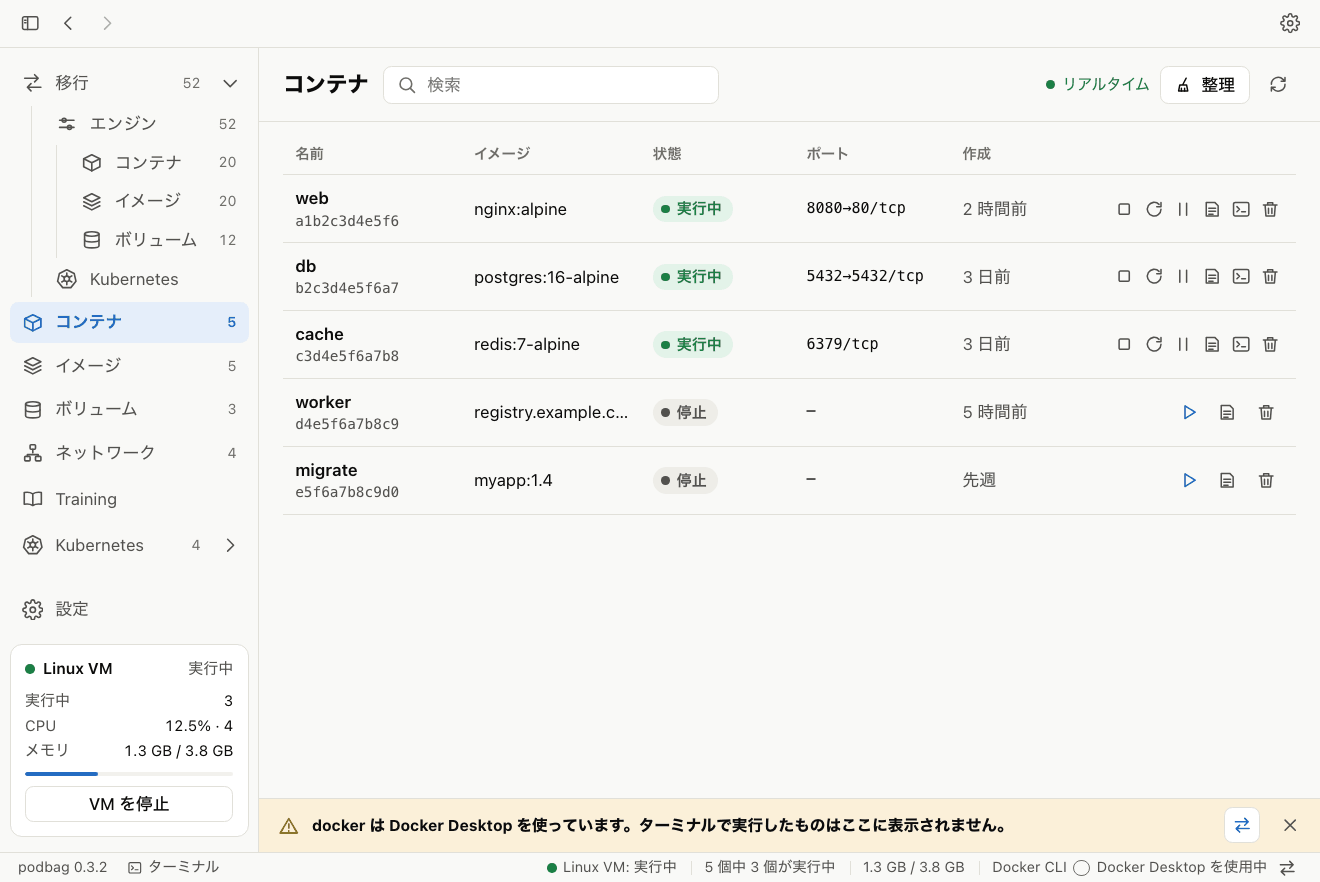 移行 52
エンジン 52
コンテナ 20
イメージ 20
ボリューム 12
Kubernetes
コンテナ 5
イメージ 5
ボリューム 3
ネットワーク 4
Training
Kubernetes 4
設定
Linux VM 実行中
実行中 3
CPU 12.5% · 4
メモリ 1.3 GB / 3.8 GB
VM を停止
コンテナ 検索 リアルタイム 整理
名前 イメージ 状態 ポート 作成
web
a1b2c3d4e5f6
nginx:alpine 実行中 8080→80/tcp 2 時間前
db
b2c3d4e5f6a7
postgres:16-alpine 実行中 5432→5432/tcp 3 日前
cache
c3d4e5f6a7b8
redis:7-alpine 実行中 6379/tcp 3 日前
worker
d4e5f6a7b8c9
registry.example.c... 停止 — 5 時間前
migrate
e5f6a7b8c9d0
myapp:1.4 停止 — 先週
docker は Docker Desktop を使っています。ターミナルで実行したものはここに表示されません。
podbag 0.3.2 ターミナル Linux VM: 実行中 5 個中 3 個が実行中 1.3 GB / 3.8 GB Docker CLI Docker Desktop を使用中